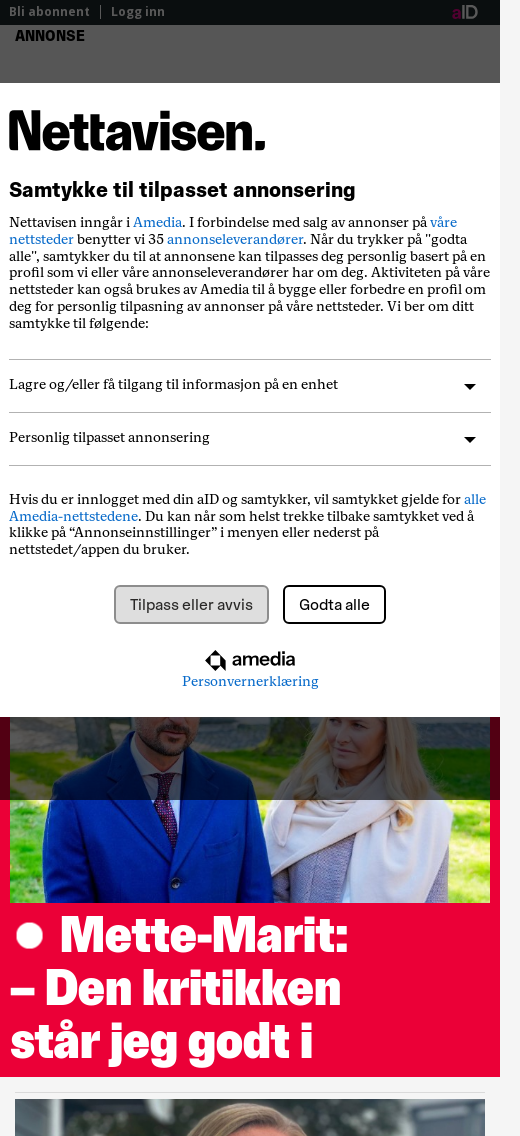 Bli abonnent
Logg inn
aID
ANNONSE
Nettavisen.
Samtykke til tilpasset annonsering
Nettavisen inngår i Amedia. I forbindelse med salg av annonser på våre
nettsteder benytter vi 35 annonseleverandører. Når du trykker på "godta
alle", samtykker du til at annonsene kan tilpasses deg personlig basert på en
profil som vi eller våre annonseleverandører har om deg. Aktiviteten på våre
nettsteder kan også brukes av Amedia til å bygge eller forbedre en profil om
deg for personlig tilpasning av annonser på våre nettsteder. Vi ber om ditt
samtykke til følgende:
Lagre og/eller få tilgang til informasjon på en enhet
Personlig tilpasset annonsering
Hvis du er innlogget med din aID og samtykker, vil samtykket gjelde for alle
Amedia-nettstedene. Du kan når som helst trekke tilbake samtykket ved å
klikke på “Annonseinnstillinger” i menyen eller nederst på
nettstedet/appen du bruker.
Tilpass eller avvis
Godta alle
amedia
Personvernerklæring
Mette-Marit:
– Den kritikken
står jeg godt i